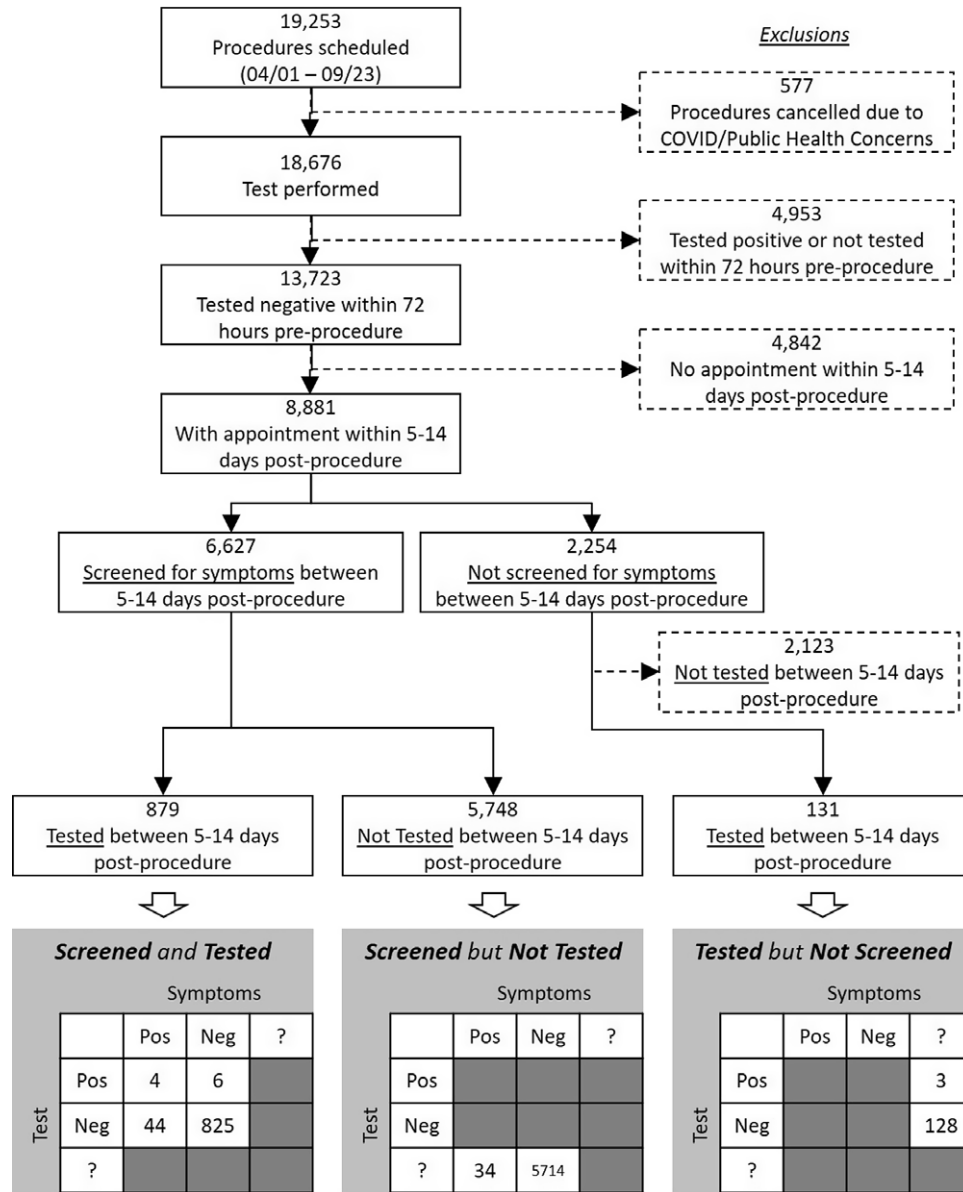 19,253
Procedures scheduled
(04/01 – 09/23)
Exclusions
577
Procedures cancelled due to
COVID/Public Health Concerns
18,676
Test performed
4,953
Tested positive or not tested
within 72 hours pre-procedure
13,723
Tested negative within 72
hours pre-procedure
4,842
No appointment within 5-14
days post-procedure
8,881
With appointment within 5-14
days post-procedure
6,627
Screened for symptoms between
5-14 days post-procedure
2,254
Not screened for symptoms
between 5-14 days post-procedure
2,123
Not tested between 5-14 days
post-procedure
879
Tested between 5-14 days
post-procedure
5,748
Not Tested between 5-14 days
post-procedure
131
Tested between 5-14 days
post-procedure
Screened and Tested
Symptoms
Pos Neg ?
Test
Pos 4 6
Neg 44 825
?
Screened but Not Tested
Symptoms
Pos Neg ?
Test
Pos
Neg
? 34 5714
Tested but Not Screened
Symptoms
Pos Neg ?
Test
Pos 3
Neg 128
?